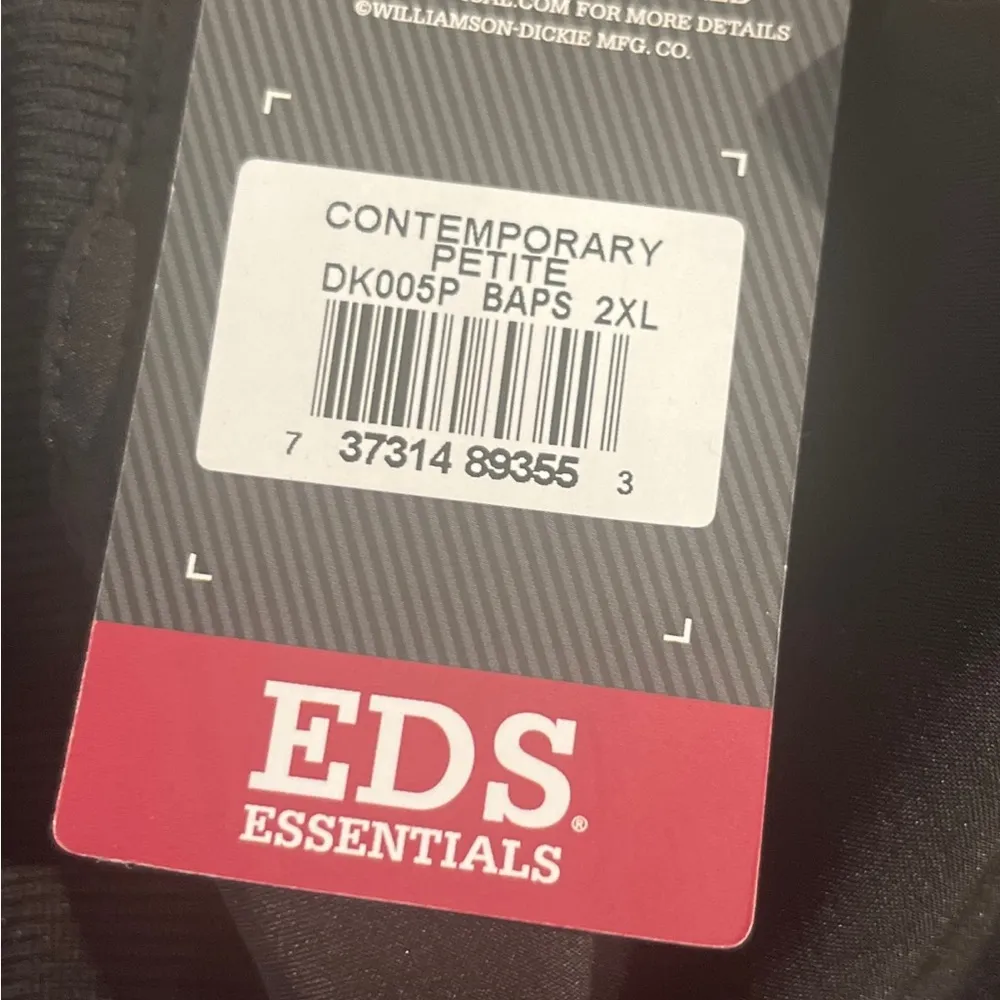 .COM FOR MORE DETAILS
©WILLIAMSON-DICKIE MFG. CO.
CONTEMPORARY
PETITE
DK005P BAPS 2XL
7 37314 89355 3
EDS®
ESSENTIALS